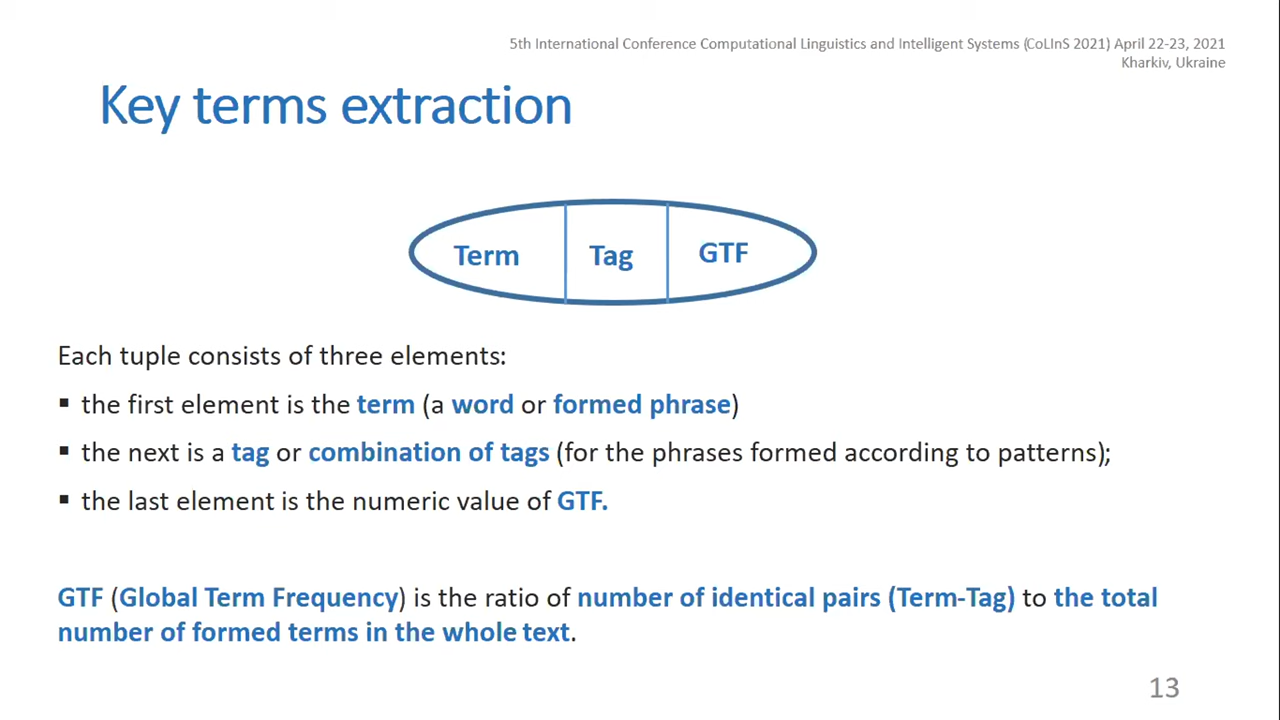 5th International Conference Computational Linguistics and Intelligent Systems (CoLInS 2021) April 22-23, 2021
Kharkiv, Ukraine
Key terms extraction
Term Tag GTF
Each tuple consists of three elements:
▪ the first element is the term (a word or formed phrase)
▪ the next is a tag or combination of tags (for the phrases formed according to patterns);
▪ the last element is the numeric value of GTF.
GTF (Global Term Frequency) is the ratio of number of identical pairs (Term-Tag) to the total
number of formed terms in the whole text.
13